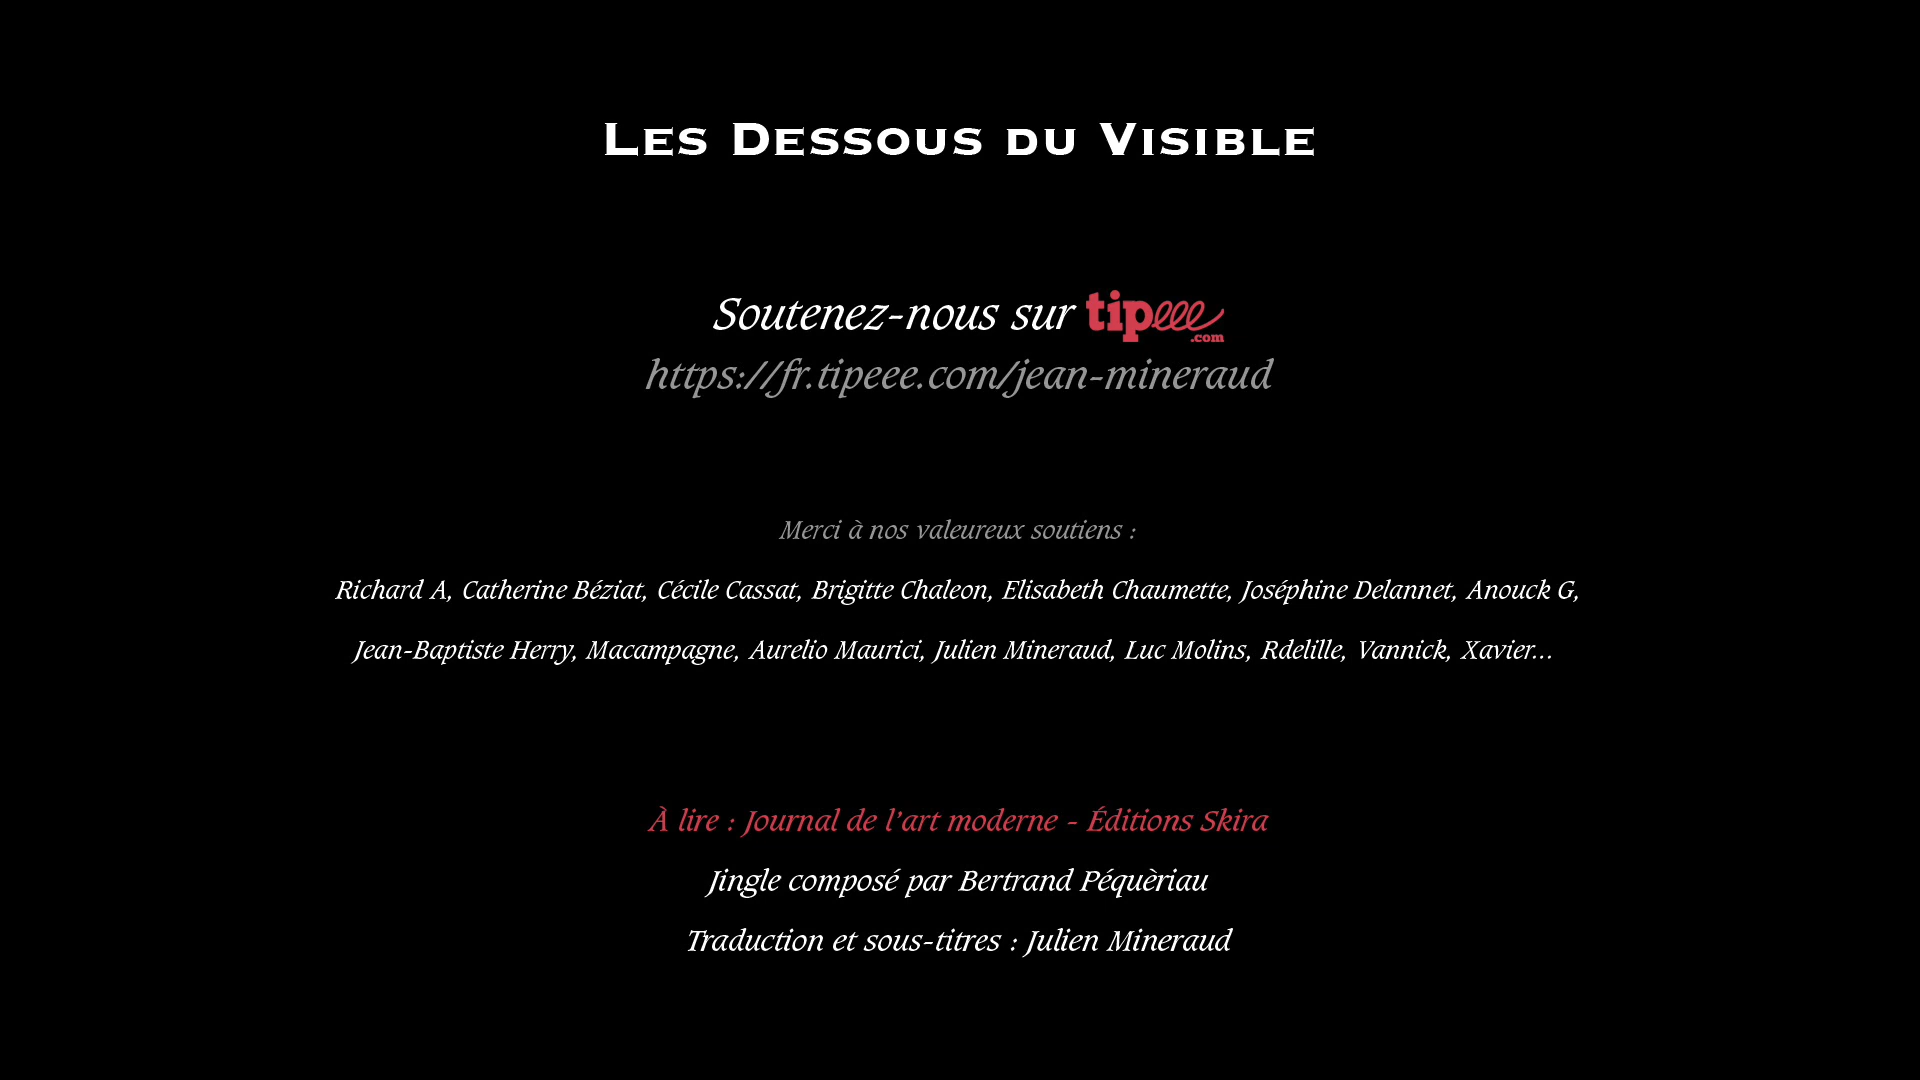 Les Dessous du Visible
Soutenez-nous sur tipeee.com
https://fr.tipeee.com/jean-mineraud
Merci à nos valeureux soutiens :
Richard A, Catherine Béziat, Cécile Cassat, Brigitte Chaleon, Elisabeth Chaumette, Joséphine Delannet, Anouck G,
Jean-Baptiste Herry, Macampagne, Aurelio Maurici, Julien Mineraud, Luc Molins, Rdelille, Vannick, Xavier...
À lire : Journal de l’art moderne - Éditions Skira
Jingle composé par Bertrand Péquèriau
Traduction et sous-titres : Julien Mineraud